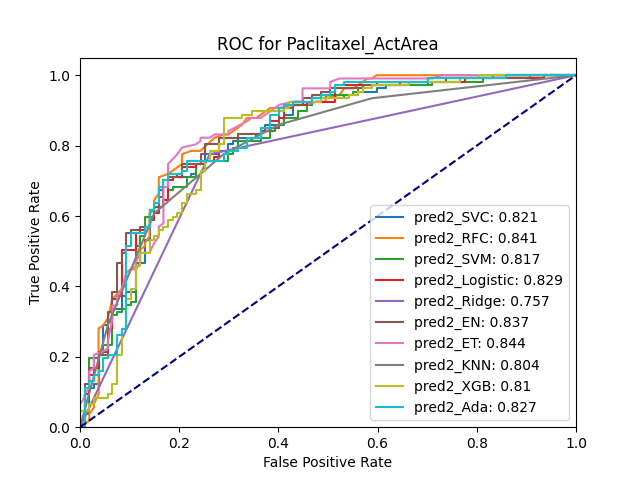 ROC for Paclitaxel_ActArea
True Positive Rate
1.0
0.8
0.6
0.4
0.2
0.0
pred2_SVC: 0.821
pred2_RFC: 0.841
pred2_SVM: 0.817
pred2_Logistic: 0.829
pred2_Ridge: 0.757
pred2_EN: 0.837
pred2_ET: 0.844
pred2_KNN: 0.804
pred2_XGB: 0.81
pred2_Ada: 0.827
0.0 0.2 0.4 0.6 0.8 1.0
False Positive Rate